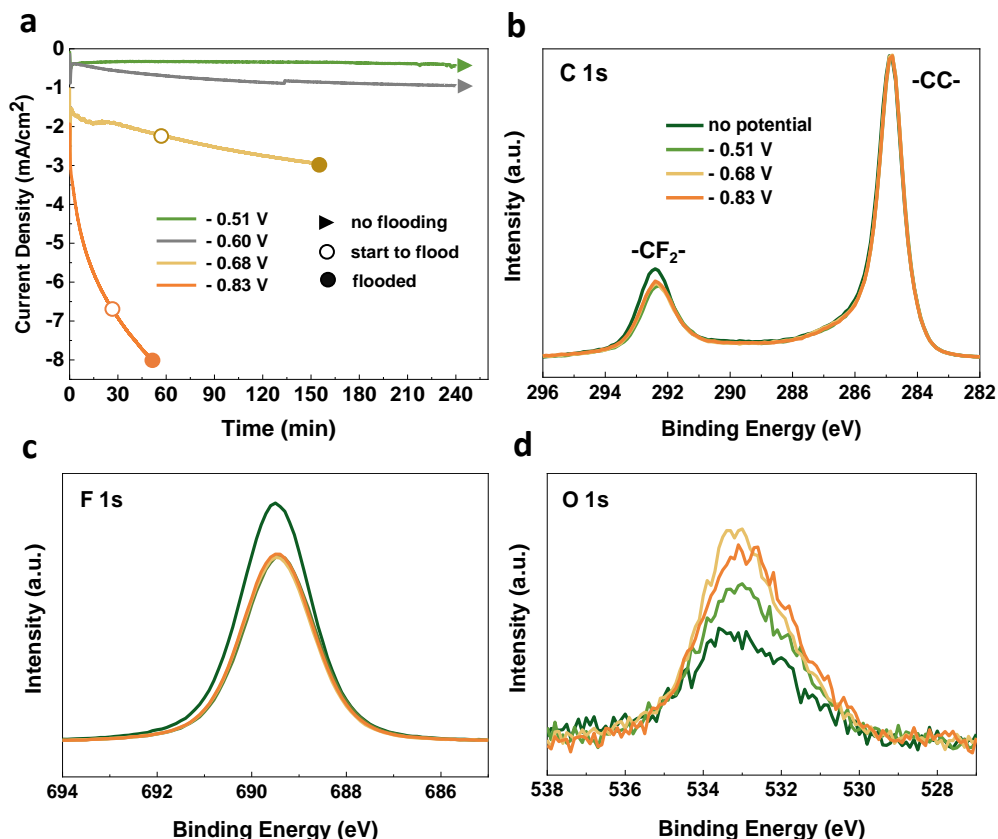 a
0
-1
-2
-3
-4
-5
-6
-7
-8
Current Density (mA/cm²)
- 0.51 V
- 0.60 V
- 0.68 V
- 0.83 V
no flooding
start to flood
flooded
0 30 60 90 120 150 180 210 240
Time (min)
b
C 1s
-CC-
no potential
- 0.51 V
- 0.68 V
- 0.83 V
-CF₂-
Intensity (a.u.)
296 294 292 290 288 286 284 282
Binding Energy (eV)
c
F 1s
Intensity (a.u.)
694 692 690 688 686
Binding Energy (eV)
d
O 1s
Intensity (a.u.)
538 536 534 532 530 528
Binding Energy (eV)